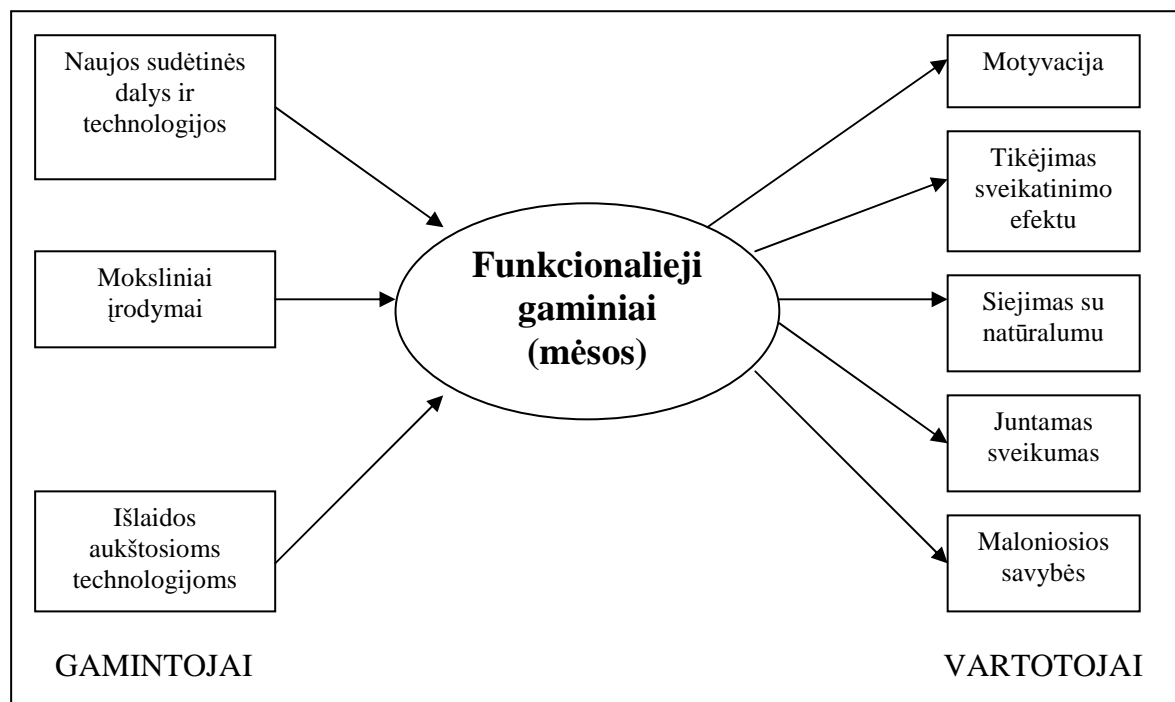 Naujos sudėtinės
dalys ir
technologijos
Moksliniai
įrodymai
Išlaidos
aukštosioms
technologijoms
GAMINTOJAI
Funkcionalieji
gaminiai
(mėsos)
Motyvacija
Tikėjimas
sveikatinimo
efektu
Siejimas su
natūralumu
Juntamas
sveikumas
Maloniosios
savybės
VARTOTOJAI